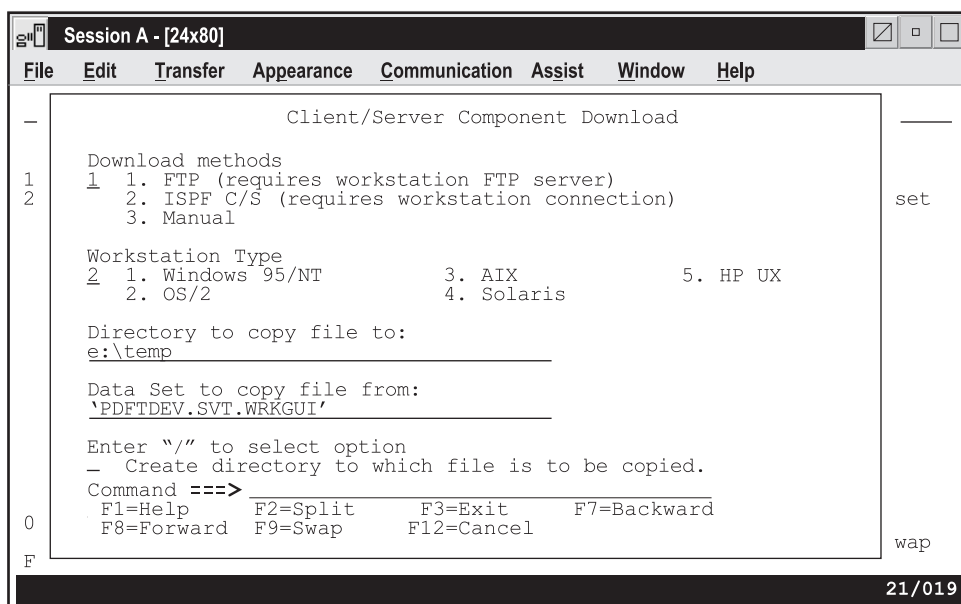 Session A - [24x80]
File Edit Transfer Appearance Communication Assist Window Help
Client/Server Component Download
Download methods
1 1 1. FTP (requires workstation FTP server)
2 2. ISPF C/S (requires workstation connection) set
3. Manual
Workstation Type
2 1. Windows 95/NT 3. AIX 5. HP UX
2. OS/2 4. Solaris
Directory to copy file to:
e:\temp
Data Set to copy file from:
‘PDFTDEV.SVT.WRKGUI’
Enter “/” to select option
_ Create directory to which file is to be copied.
Command ===>
F1=Help F2=Split F3=Exit F7=Backward
0 F8=Forward F9=Swap F12=Cancel
wap
F
21/019